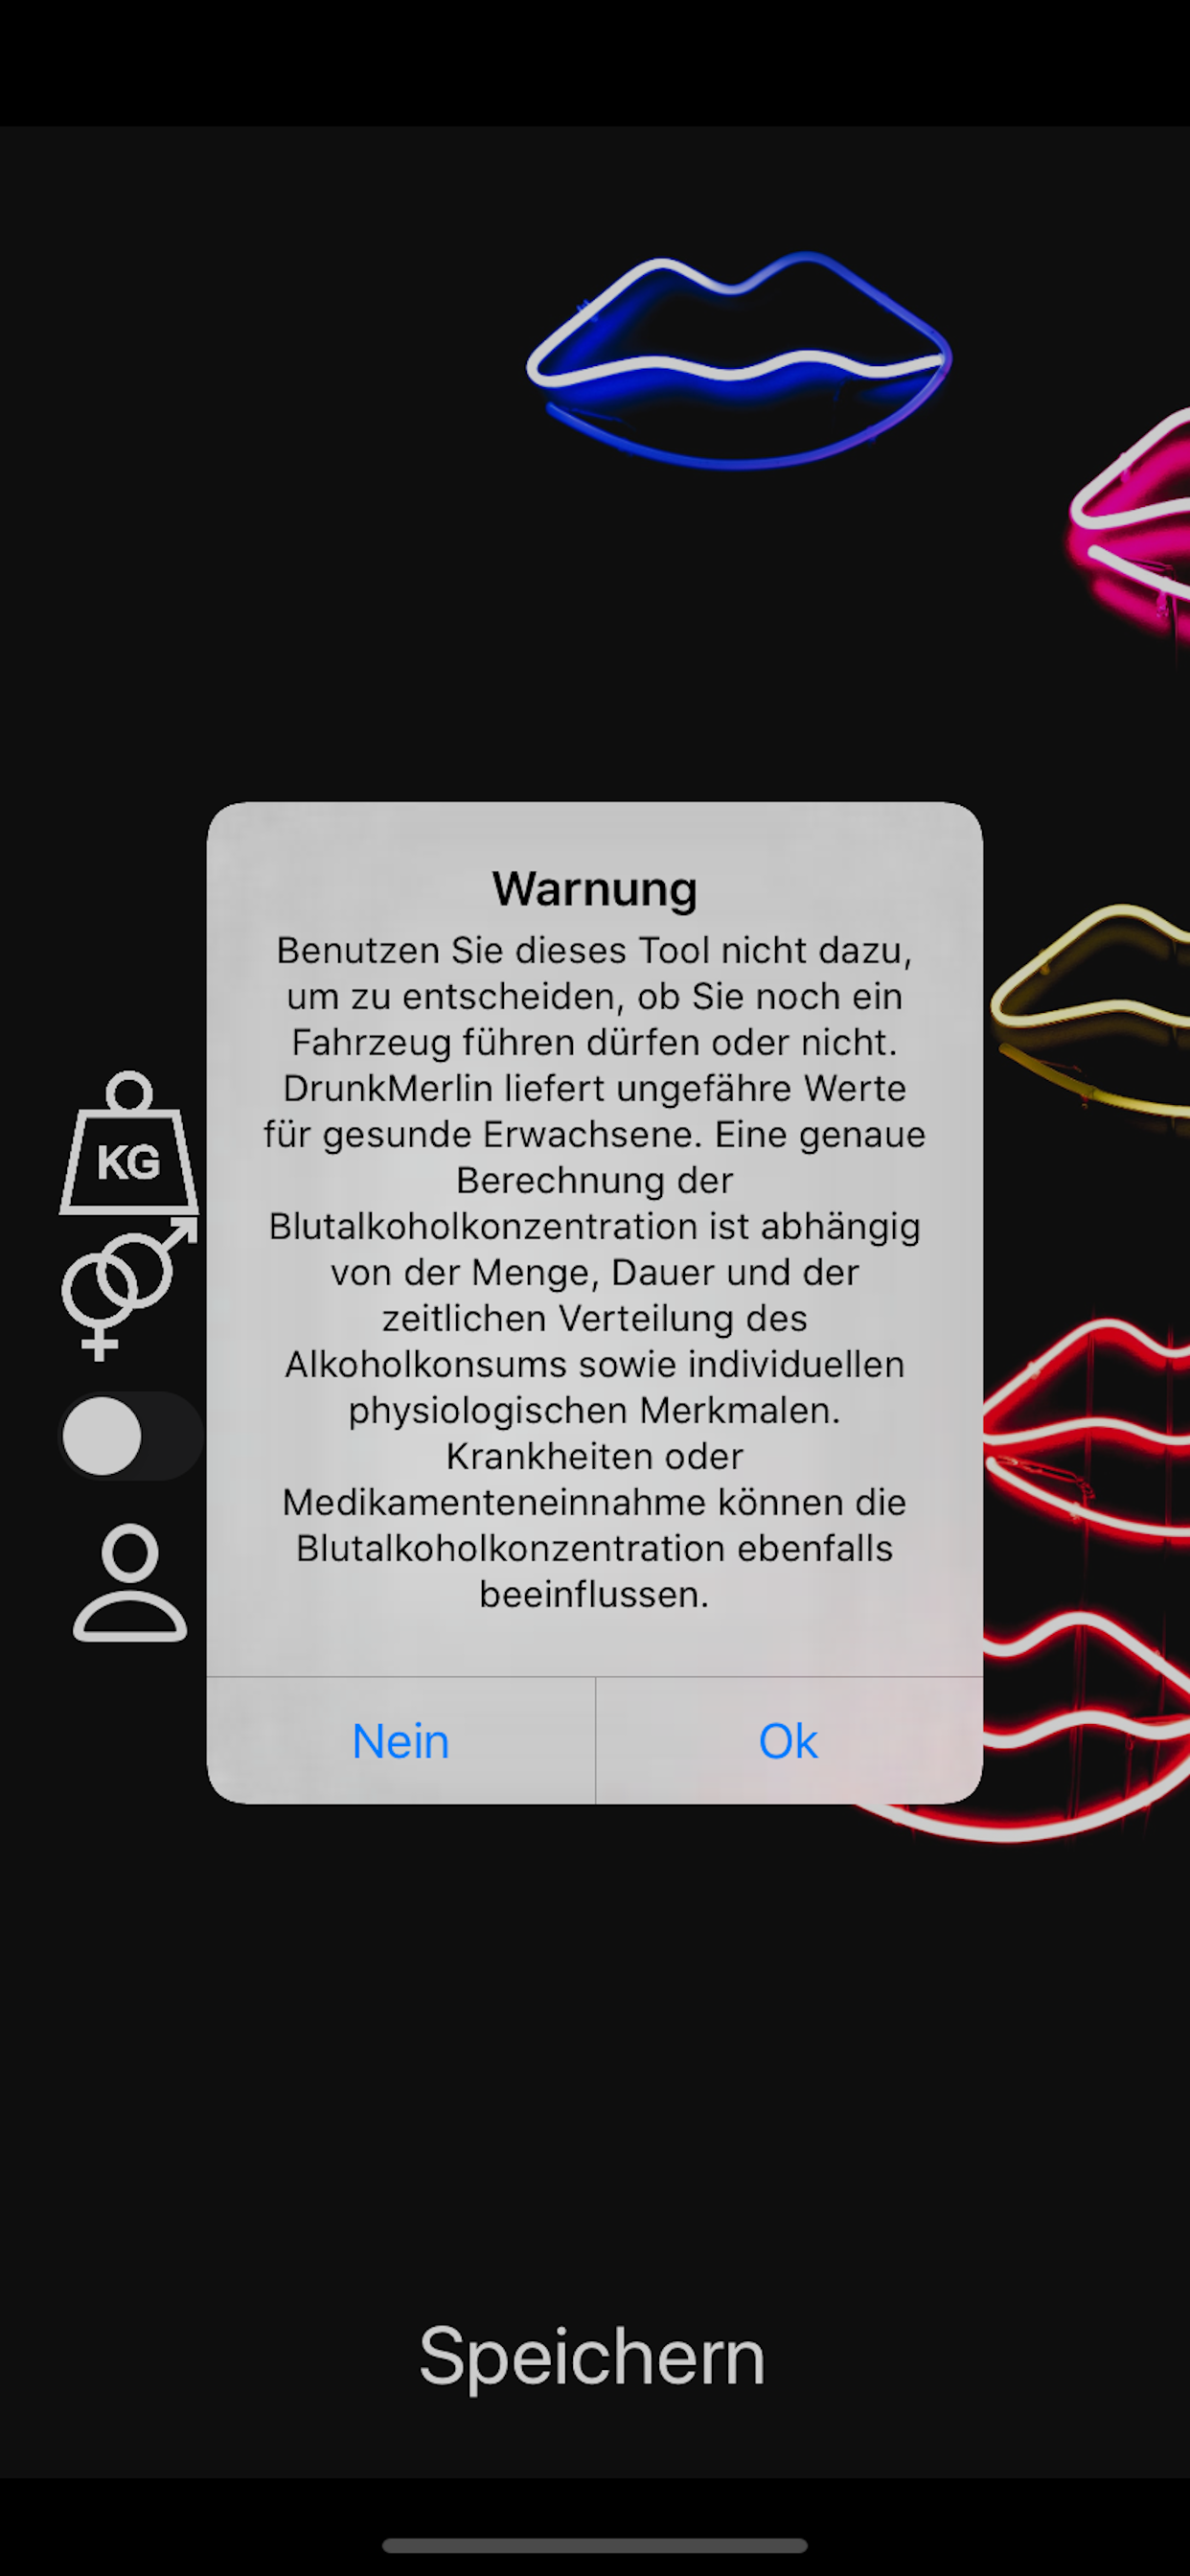 Warnung
Benutzen Sie dieses Tool nicht dazu,
um zu entscheiden, ob Sie noch ein
Fahrzeug führen dürfen oder nicht.
DrunkMerlin liefert ungefähre Werte
für gesunde Erwachsene. Eine genaue
Berechnung der
Blutalkoholkonzentration ist abhängig
von der Menge, Dauer und der
zeitlichen Verteilung des
Alkoholkonsums sowie individuellen
physiologischen Merkmalen.
Krankheiten oder
Medikamenteneinnahme können die
Blutalkoholkonzentration ebenfalls
beeinflussen.
KG
Nein
Ok
Speichern